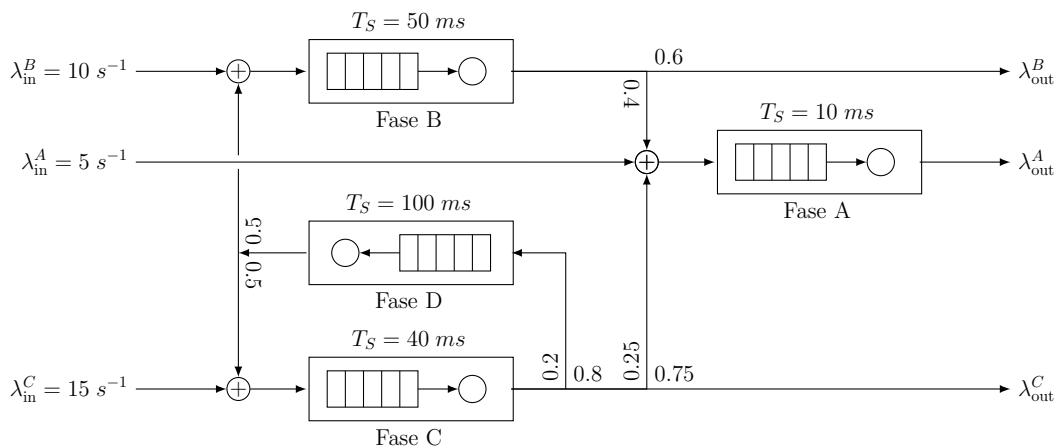 T_S = 50 ms
λ_in^B = 10 s^−1
0.6
λ_out^B
Fase B
0.4
T_S = 10 ms
λ_in^A = 5 s^−1
λ_out^A
Fase A
T_S = 100 ms
0.5
0.5
Fase D
T_S = 40 ms
0.2
0.8
0.25
0.75
λ_in^C = 15 s^−1
λ_out^C
Fase C